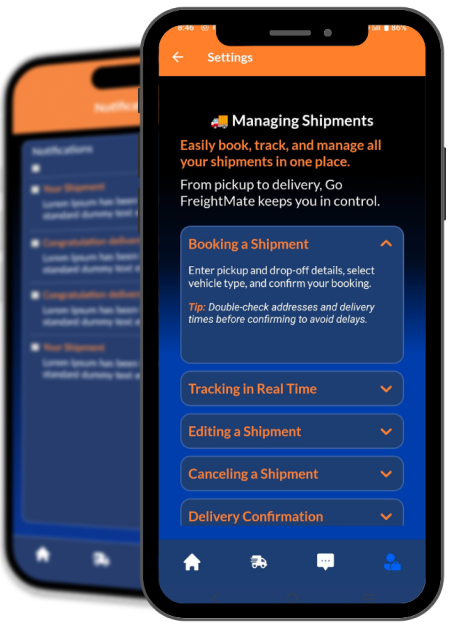 8:46
86%
Settings
🚚 Managing Shipments
Easily book, track, and manage all
your shipments in one place.
From pickup to delivery, Go
FreightMate keeps you in control.
Booking a Shipment
Enter pickup and drop-off details, select
vehicle type, and confirm your booking.
Tip: Double-check addresses and delivery
times before confirming to avoid delays.
Tracking in Real Time
Editing a Shipment
Canceling a Shipment
Delivery Confirmation
Notifications
Your Shipment
Lorem Ipsum has been
standard dummy text
Congratulation delivery
Lorem Ipsum has been
standard dummy text
Congratulation delivery
Lorem Ipsum has been
standard dummy text
Your Shipment
Lorem Ipsum has been
standard dummy text